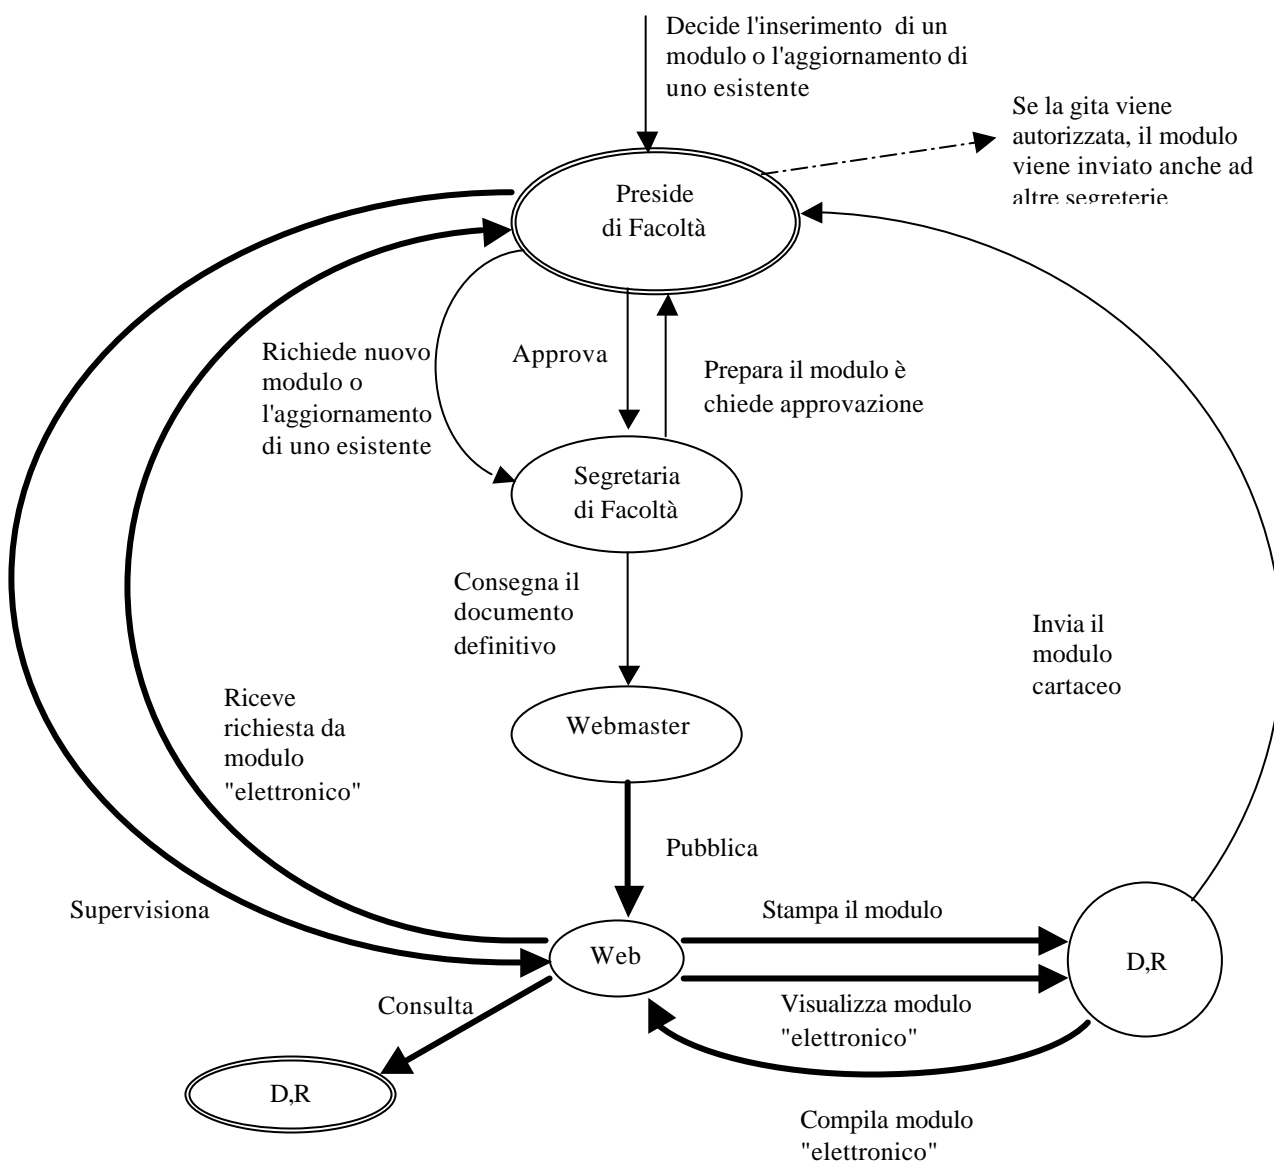 Decide l'inserimento di un
modulo o l'aggiornamento di
uno esistente
Se la gita viene
autorizzata, il modulo
viene inviato anche ad
altre segreterie
Preside
di Facoltà
Richiede nuovo
modulo o
l'aggiornamento
di uno esistente
Approva
Prepara il modulo è
chiede approvazione
Segretaria
di Facoltà
Consegna il
documento
definitivo
Invia il
modulo
cartaceo
Riceve
richiesta da
modulo
"elettronico"
Webmaster
Pubblica
Supervisiona
Stampa il modulo
Web
D,R
Consulta
Visualizza modulo
"elettronico"
D,R
Compila modulo
"elettronico"